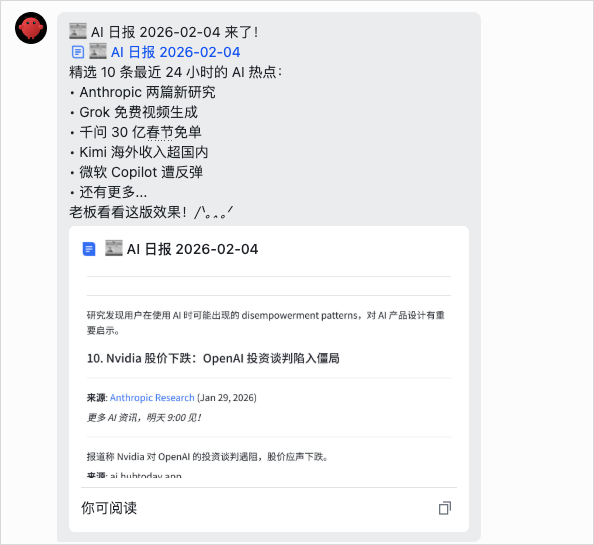 📰 AI 日报 2026-02-04 来了！
📰 AI 日报 2026-02-04
精选 10 条最近 24 小时的 AI 热点：
• Anthropic 两篇新研究
• Grok 免费视频生成
• 千问 30 亿春节免单
• Kimi 海外收入超国内
• 微软 Copilot 遭反弹
• 还有更多...
老板看看这版效果！/\。‸。/
📰 AI 日报 2026-02-04
研究发现用户在使用 AI 时可能出现的 disempowerment patterns，对 AI 产品设计有重
要启示。
10. Nvidia 股价下跌：OpenAI 投资谈判陷入僵局
来源: Anthropic Research (Jan 29, 2026)
更多 AI 资讯，明天 9:00 见！
报道称 Nvidia 对 OpenAI 的投资谈判遇阻，股价应声下跌。
来源: ai.hubtoday.app
你可阅读